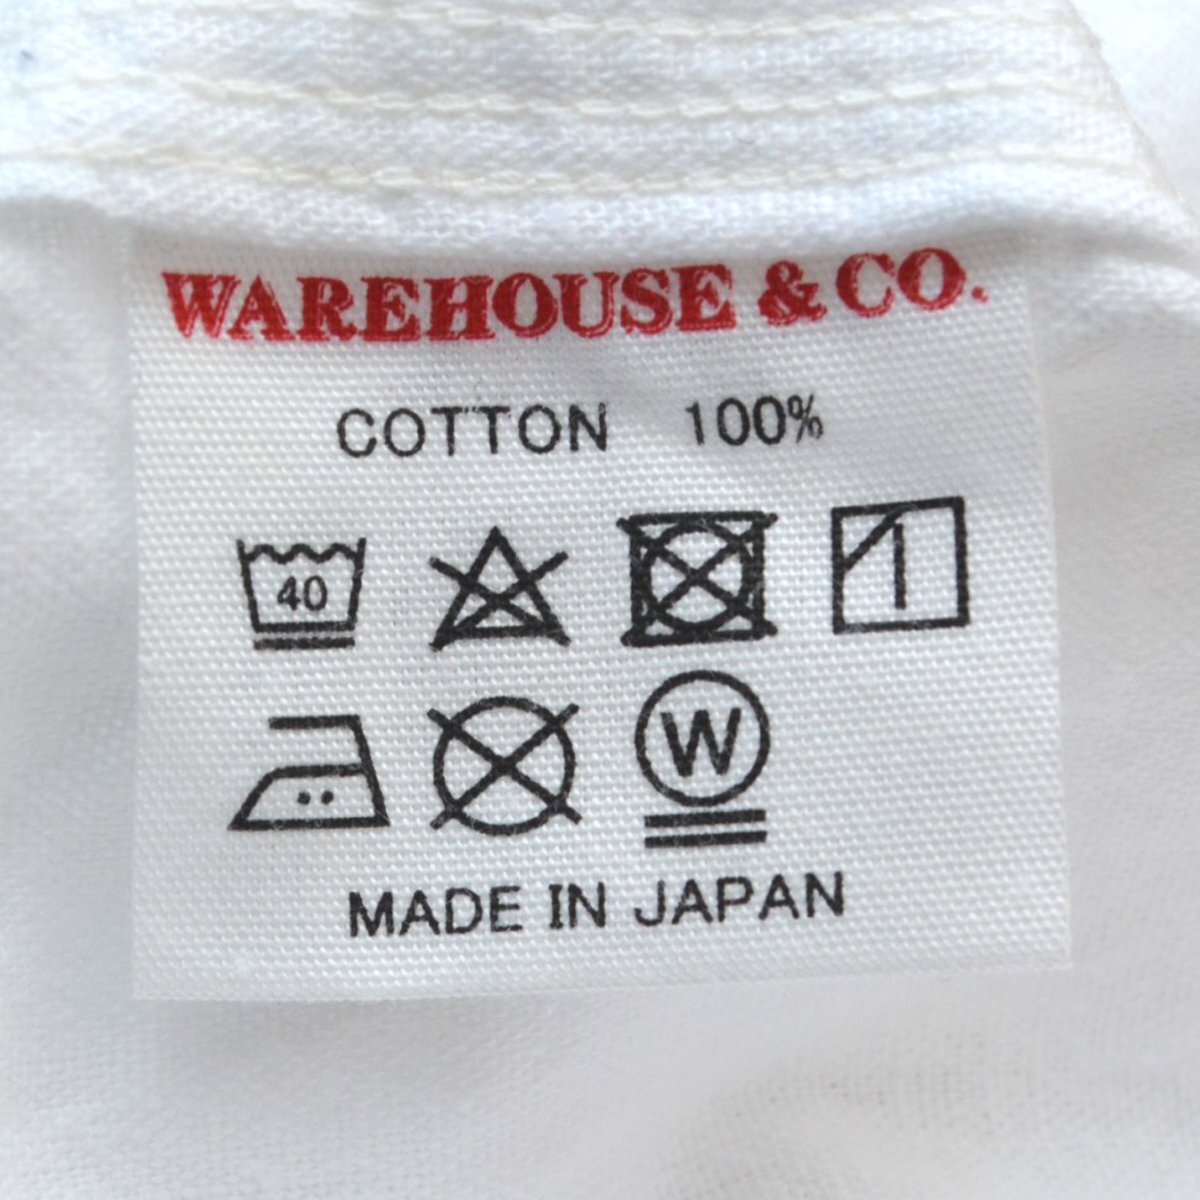 WAREHOUSE & CO.
COTTON 100%
40
W
MADE IN JAPAN